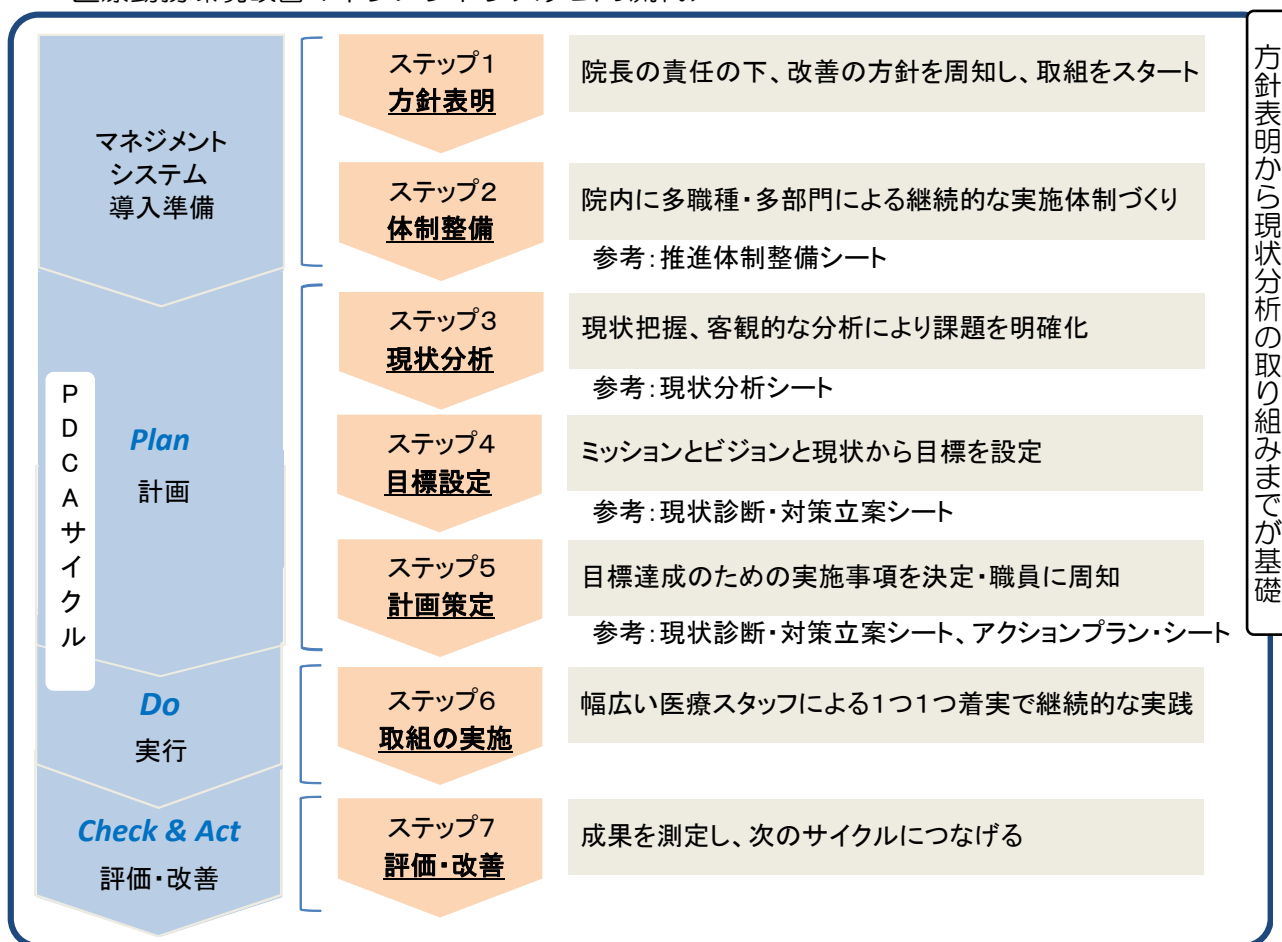 マネジメント
システム
導入準備
PDCAサイクル
Plan
計画
Do
実行
Check & Act
評価・改善
ステップ1
方針表明
院長の責任の下、改善の方針を周知し、取組をスタート
ステップ2
体制整備
院内に多職種・多部門による継続的な実施体制づくり
参考：推進体制整備シート
ステップ3
現状分析
現状把握、客観的な分析により課題を明確化
参考：現状分析シート
ステップ4
目標設定
ミッションとビジョンと現状から目標を設定
参考：現状診断・対策立案シート
ステップ5
計画策定
目標達成のための実施事項を決定・職員に周知
参考：現状診断・対策立案シート、アクションプラン・シート
ステップ6
取組の実施
幅広い医療スタッフによる１つ１つ着実で継続的な実践
ステップ7
評価・改善
成果を測定し、次のサイクルにつなげる
方針表明から現状分析の取り組みまでが基礎